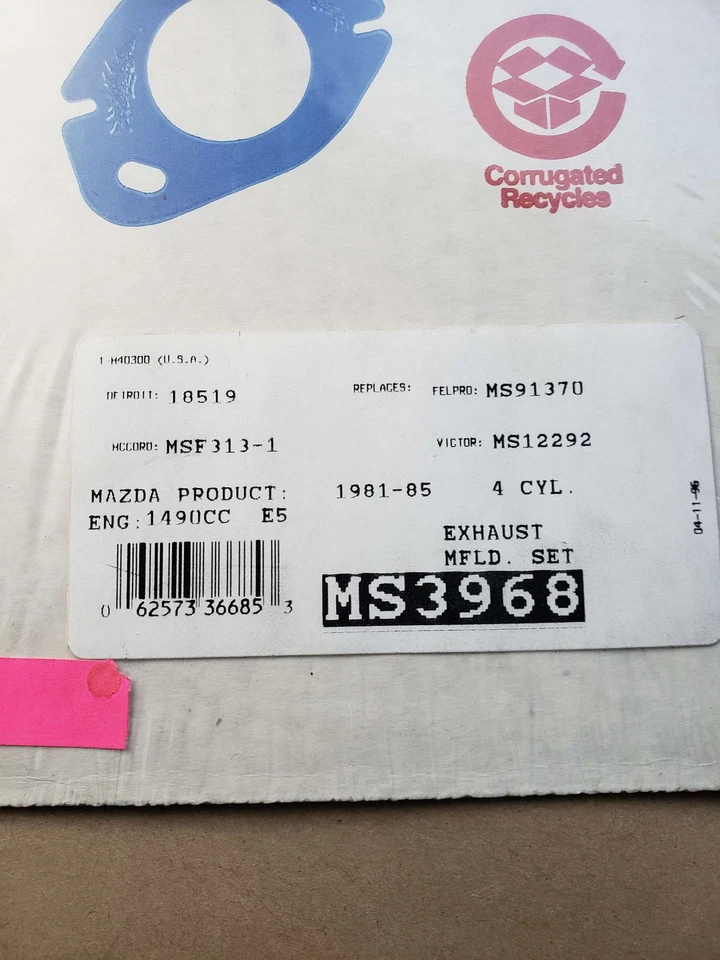 Corrugated
Recycles
1 H40300 (U.S.A.)
DETROIT: 18519
REPLACES: FELPRO: MS91370
MCCORD: MSF313-1
VICTOR: MS12292
MAZDA PRODUCT: 1981-85 4 CYL.
ENG: 1490CC E5
EXHAUST
MFLD. SET
MS3968
0 62573 36685 3
04-11-96